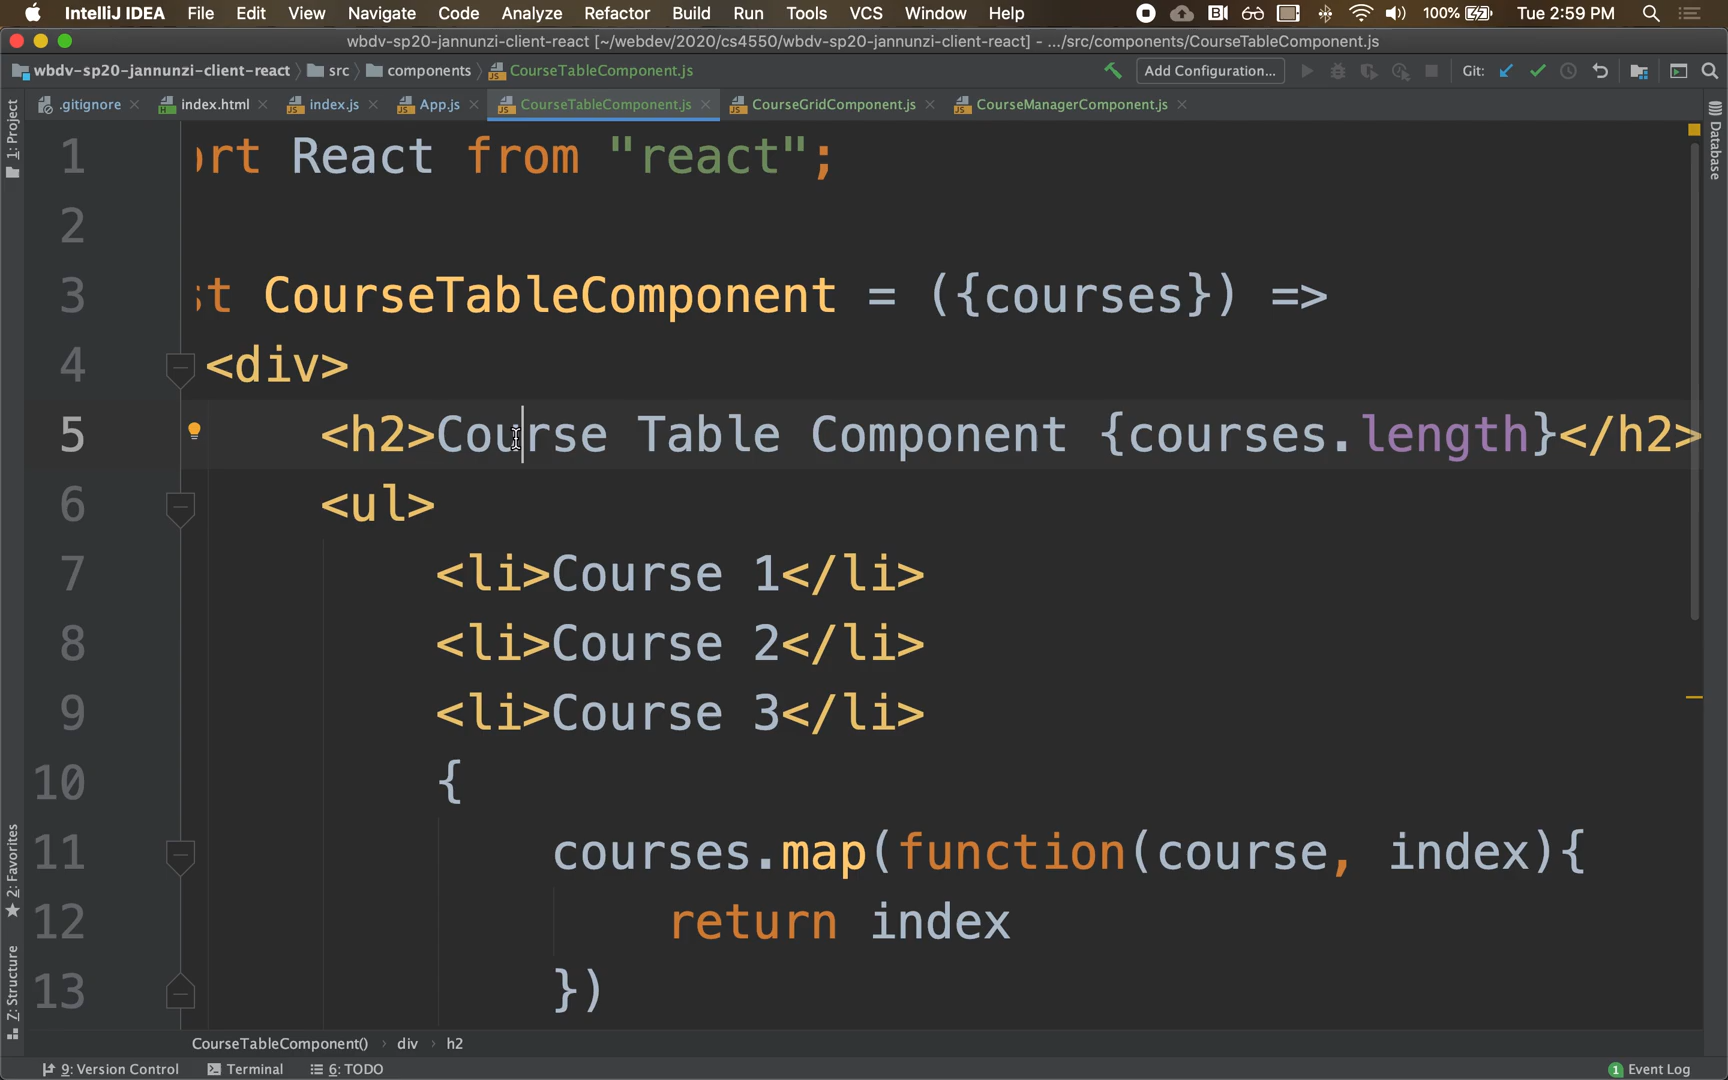 IntelliJ IDEA File Edit View Navigate Code Analyze Refactor Build Run Tools VCS Window Help 100% Tue 2:59 PM
wbdv-sp20-jannunzi-client-react [~/webdev/2020/cs4550/wbdv-sp20-jannunzi-client-react] - .../src/components/CourseTableComponent.js
wbdv-sp20-jannunzi-client-react src components CourseTableComponent.js Add Configuration... Git:
.gitignore index.html index.js App.js CourseTableComponent.js CourseGridComponent.js CourseManagerComponent.js
1: Project
Database
1 ort React from "react";
2
3 st CourseTableComponent = ({courses}) =>
4 <div>
5 <h2>Course Table Component {courses.length}</h2>
6 <ul>
7 <li>Course 1</li>
8 <li>Course 2</li>
9 <li>Course 3</li>
10 {
11 courses.map(function(course, index){
12 return index
13 })
2: Favorites
Z: Structure
CourseTableComponent() div h2
9: Version Control Terminal 6: TODO 1 Event Log